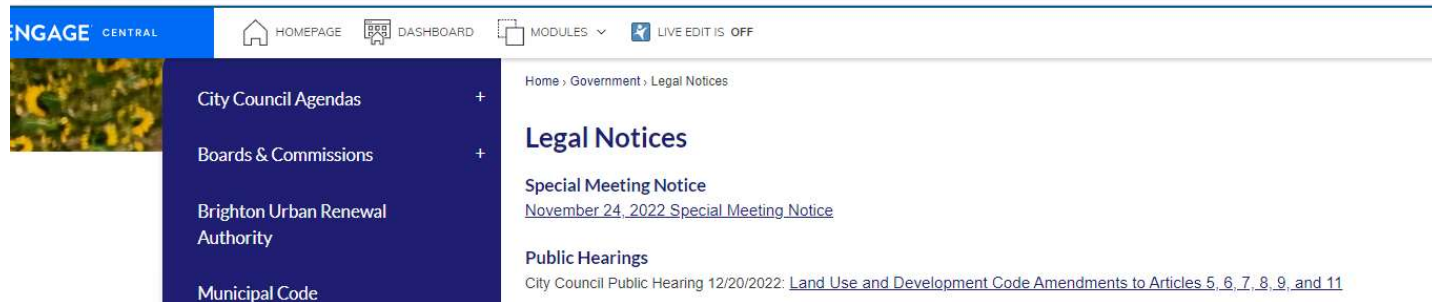 NGAGE CENTRAL
HOMEPAGE
DASHBOARD
MODULES
LIVE EDIT IS OFF
City Council Agendas +
Boards & Commissions +
Brighton Urban Renewal
Authority
Municipal Code
Home › Government › Legal Notices
Legal Notices
Special Meeting Notice
November 24, 2022 Special Meeting Notice
Public Hearings
City Council Public Hearing 12/20/2022: Land Use and Development Code Amendments to Articles 5, 6, 7, 8, 9, and 11